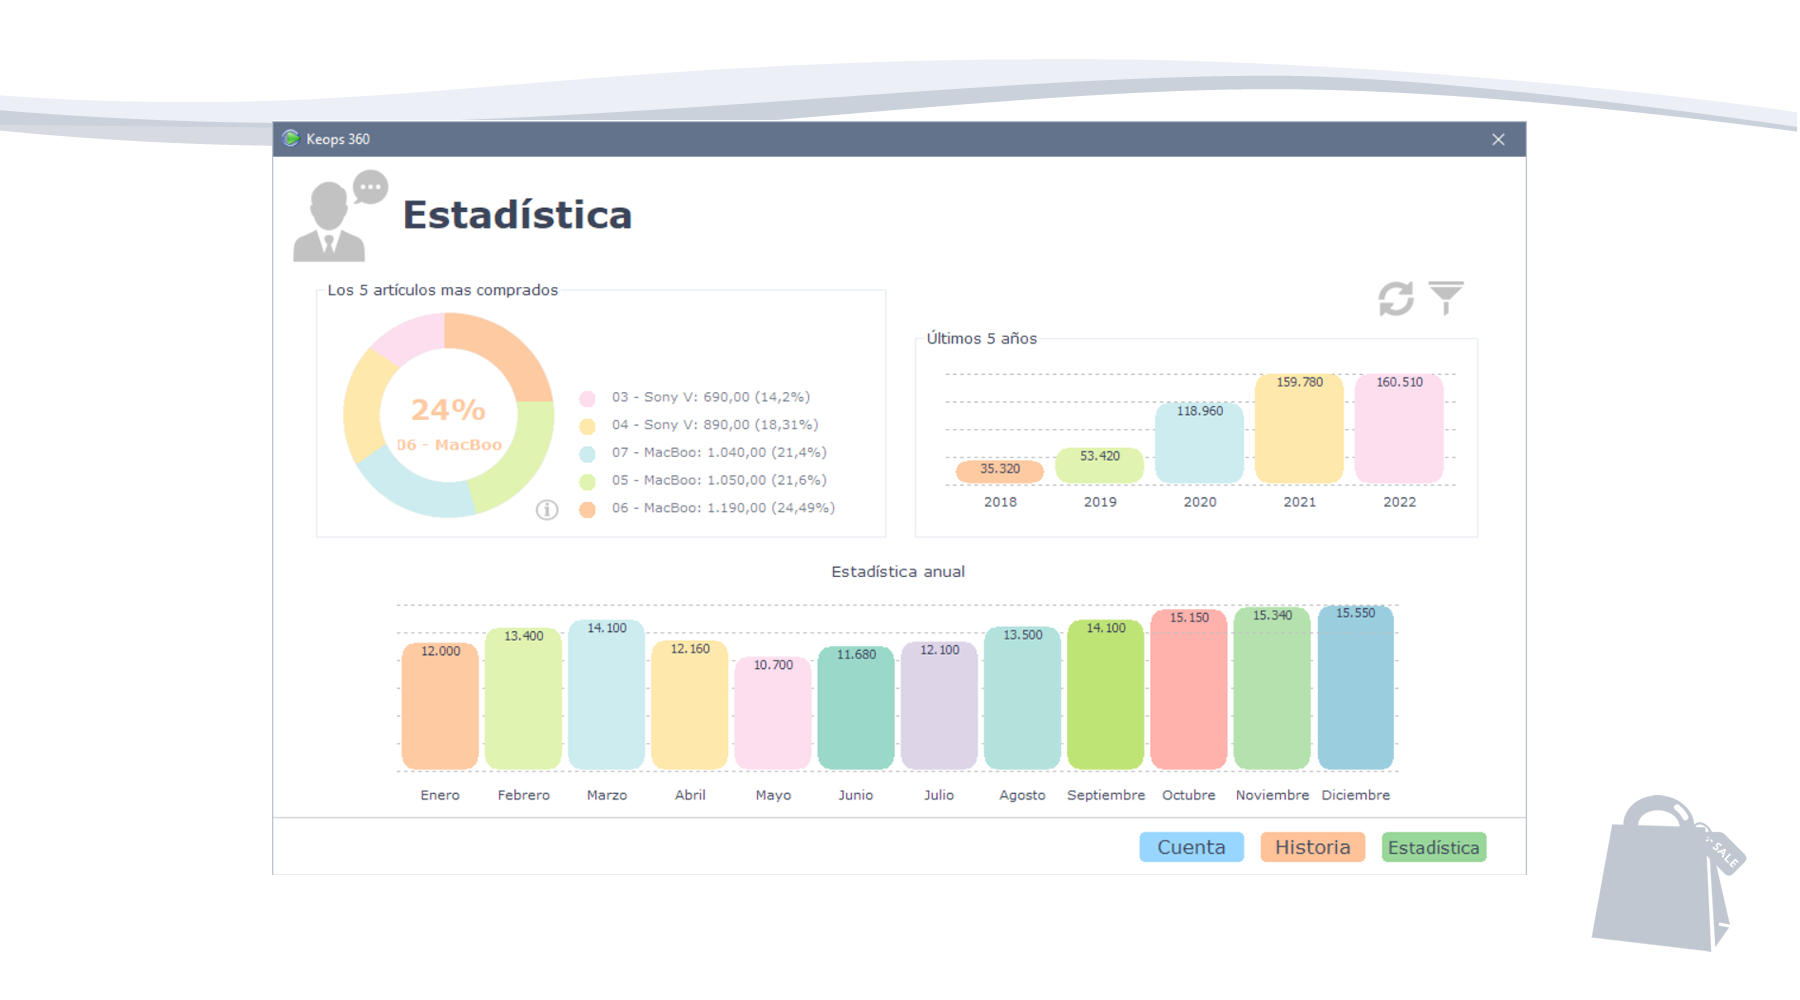 Keops 360
Estadística
Los 5 artículos mas comprados
24%
06 - MacBoo
03 - Sony V: 690,00 (14,2%)
04 - Sony V: 890,00 (18,31%)
07 - MacBoo: 1.040,00 (21,4%)
05 - MacBoo: 1.050,00 (21,6%)
06 - MacBoo: 1.190,00 (24,49%)
Últimos 5 años
35.320 53.420 118.960 159.780 160.510
2018 2019 2020 2021 2022
Estadística anual
12.000 13.400 14.100 12.160 10.700 11.680 12.100 13.500 14.100 15.150 15.340 15.550
Enero Febrero Marzo Abril Mayo Junio Julio Agosto Septiembre Octubre Noviembre Diciembre
Cuenta Historia Estadística
SALE